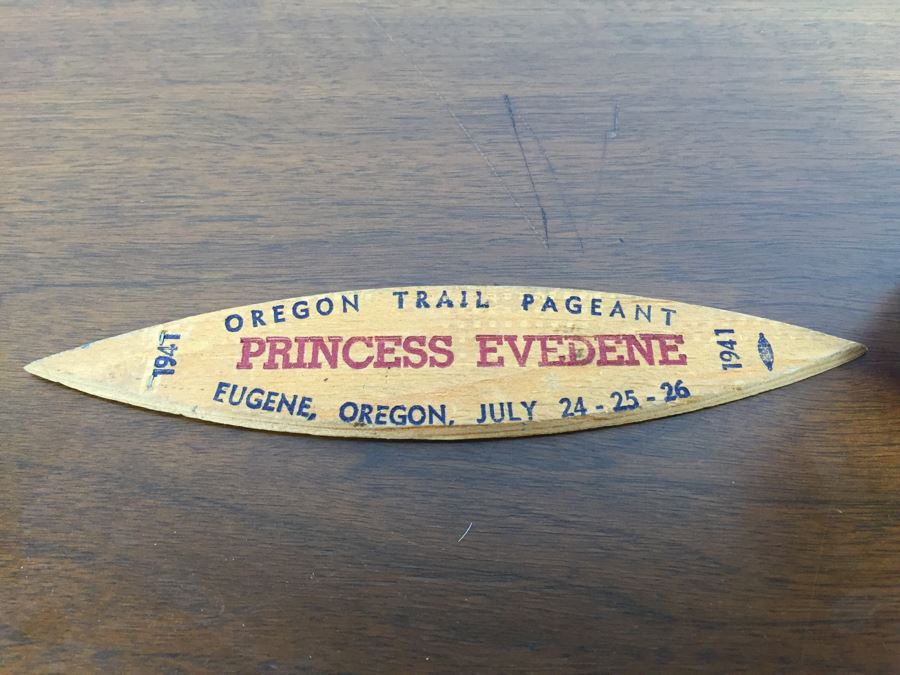 OREGON TRAIL PAGEANT
1941
PRINCESS EVEDENE
1941
EUGENE, OREGON, JULY 24 - 25 - 26